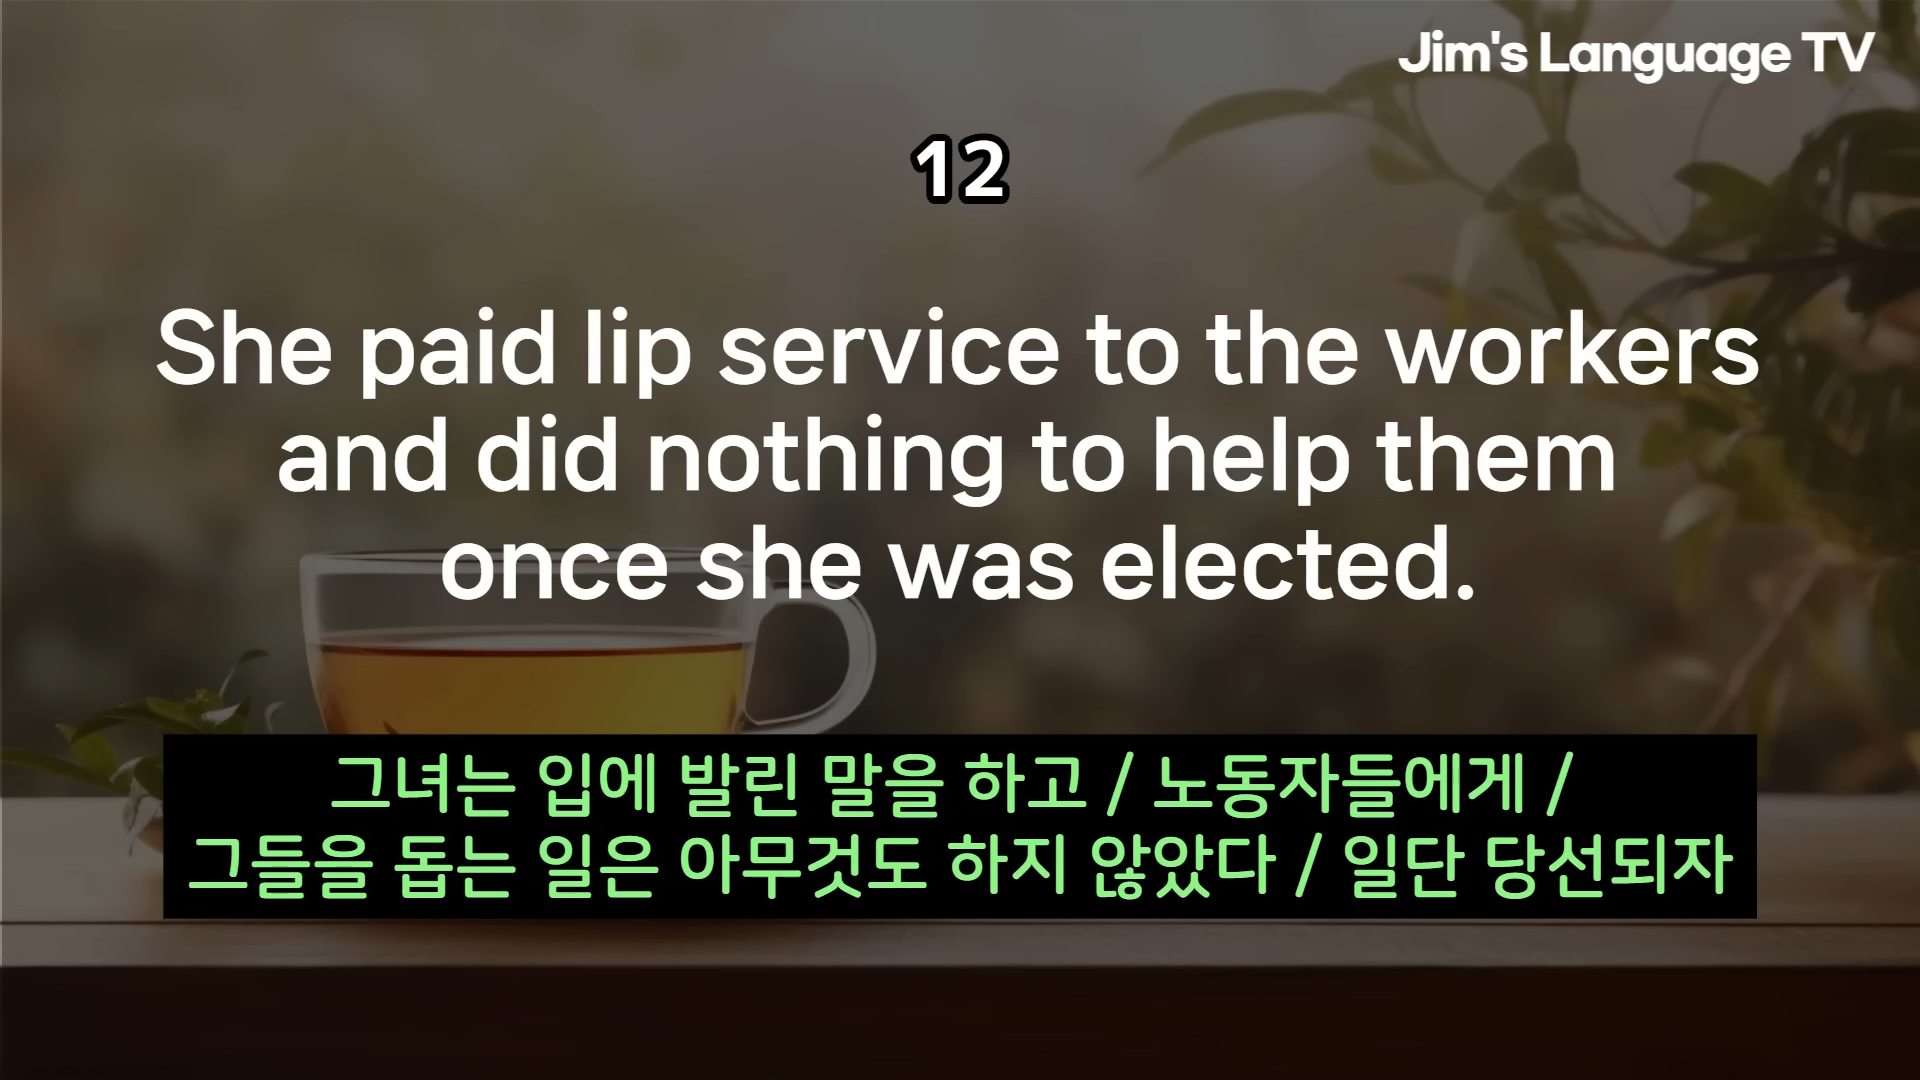 Jim's Language TV
12
She paid lip service to the workers
and did nothing to help them
once she was elected.
그녀는 입에 발린 말을 하고 / 노동자들에게 /
그들을 돕는 일은 아무것도 하지 않았다 / 일단 당선되자